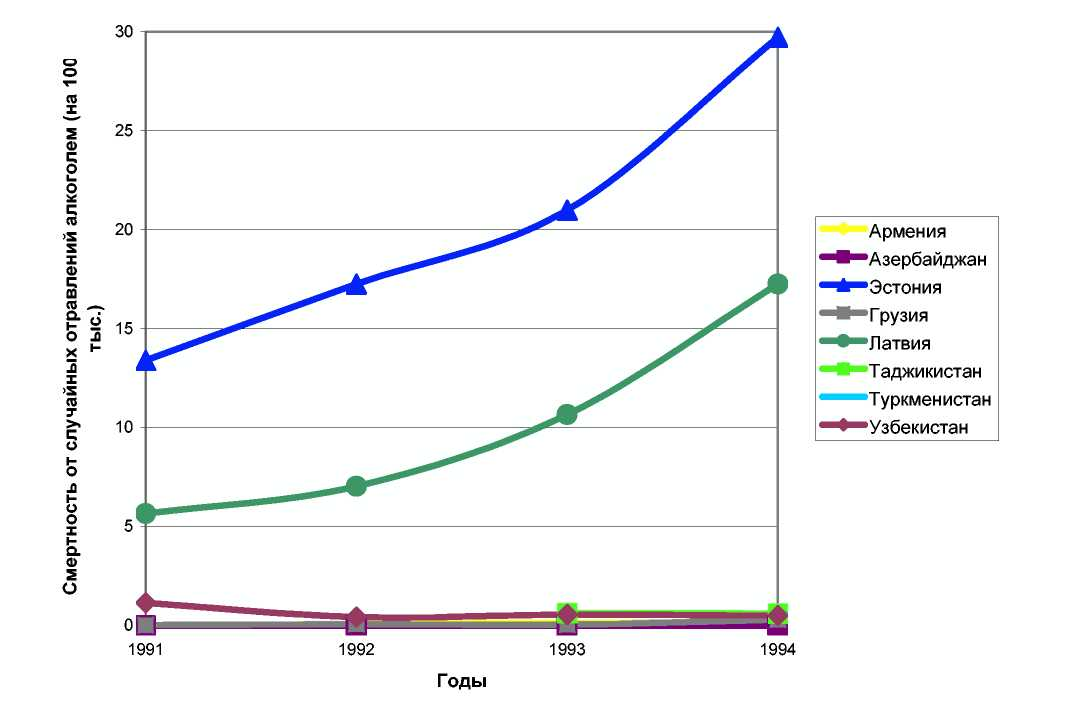 Смертность от случайных отравлений алкоголем (на 100
тыс.)
30
25
20
15
10
5
0
1991 1992 1993 1994
Годы
Армения
Азербайджан
Эстония
Грузия
Латвия
Таджикистан
Туркменистан
Узбекистан